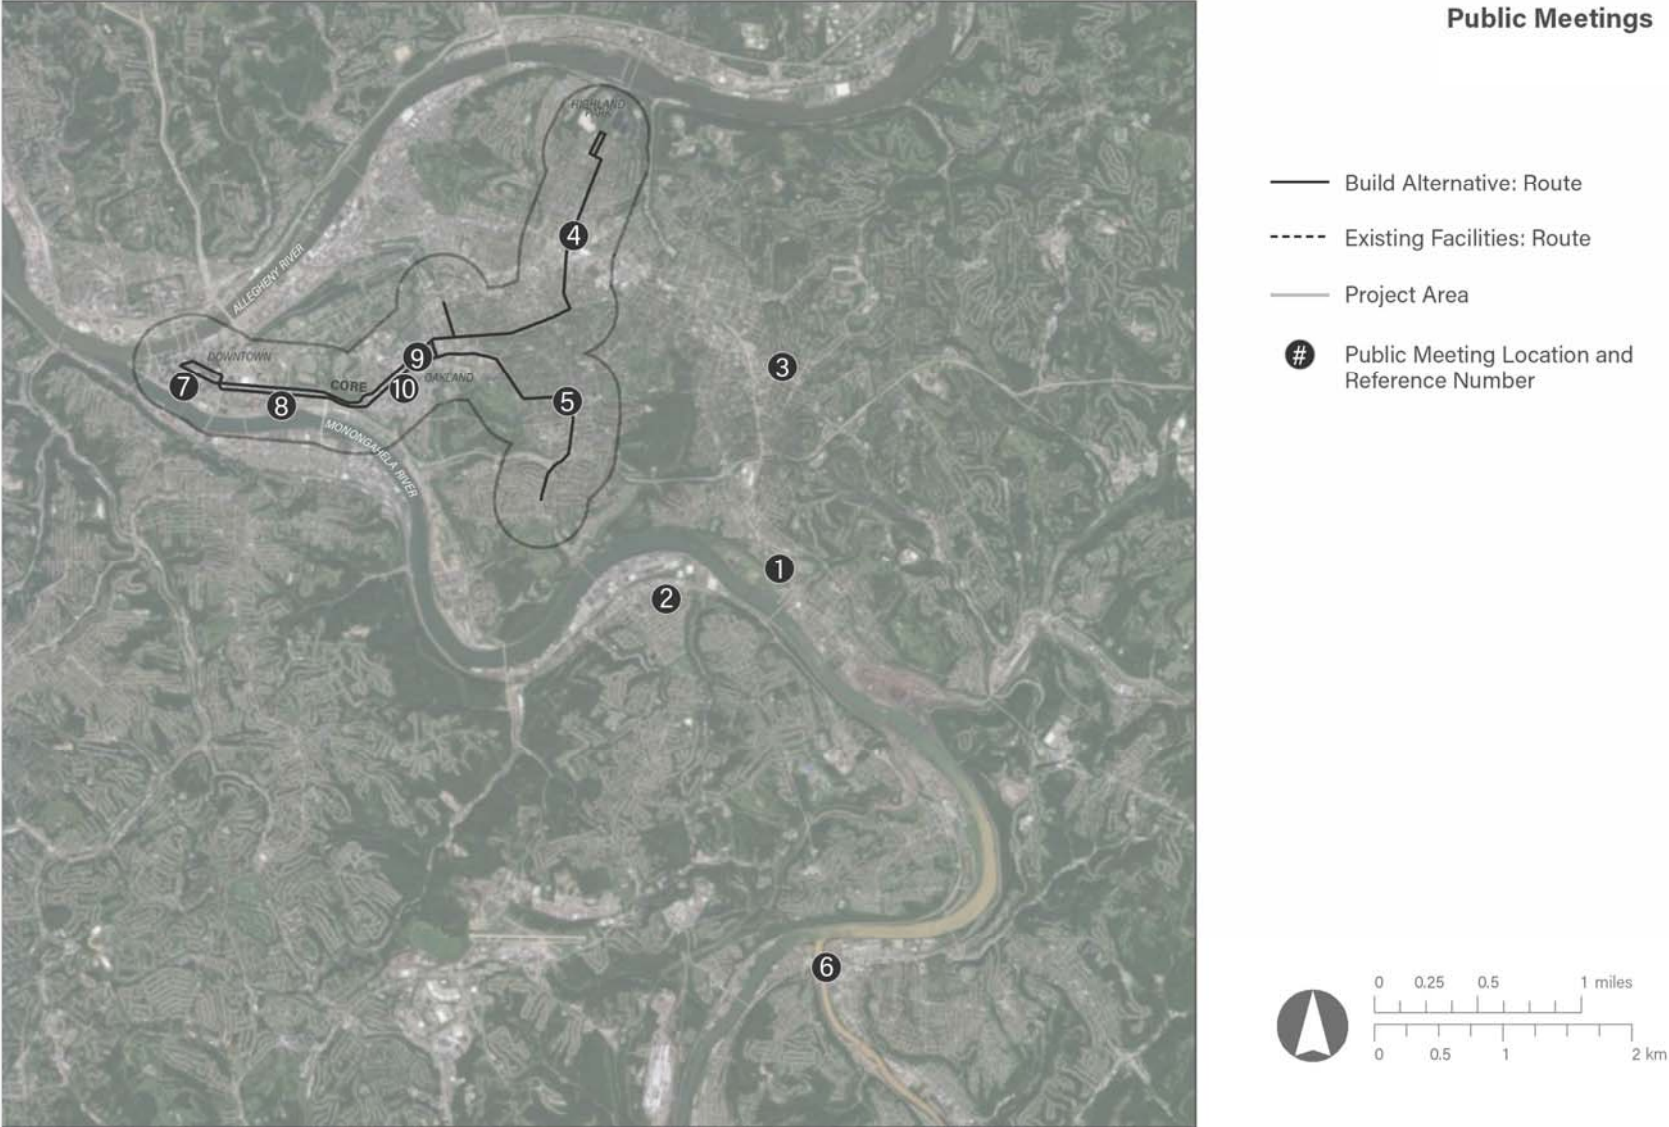 Public Meetings
HIGHLAND
PARK
ALLEGHENY RIVER
DOWNTOWN
CORE
OAKLAND
MONONGAHELA RIVER
4
9
3
7
10
8
5
1
2
6
Build Alternative: Route
Existing Facilities: Route
Project Area
# Public Meeting Location and
Reference Number
0 0.25 0.5 1 miles
0 0.5 1 2 km